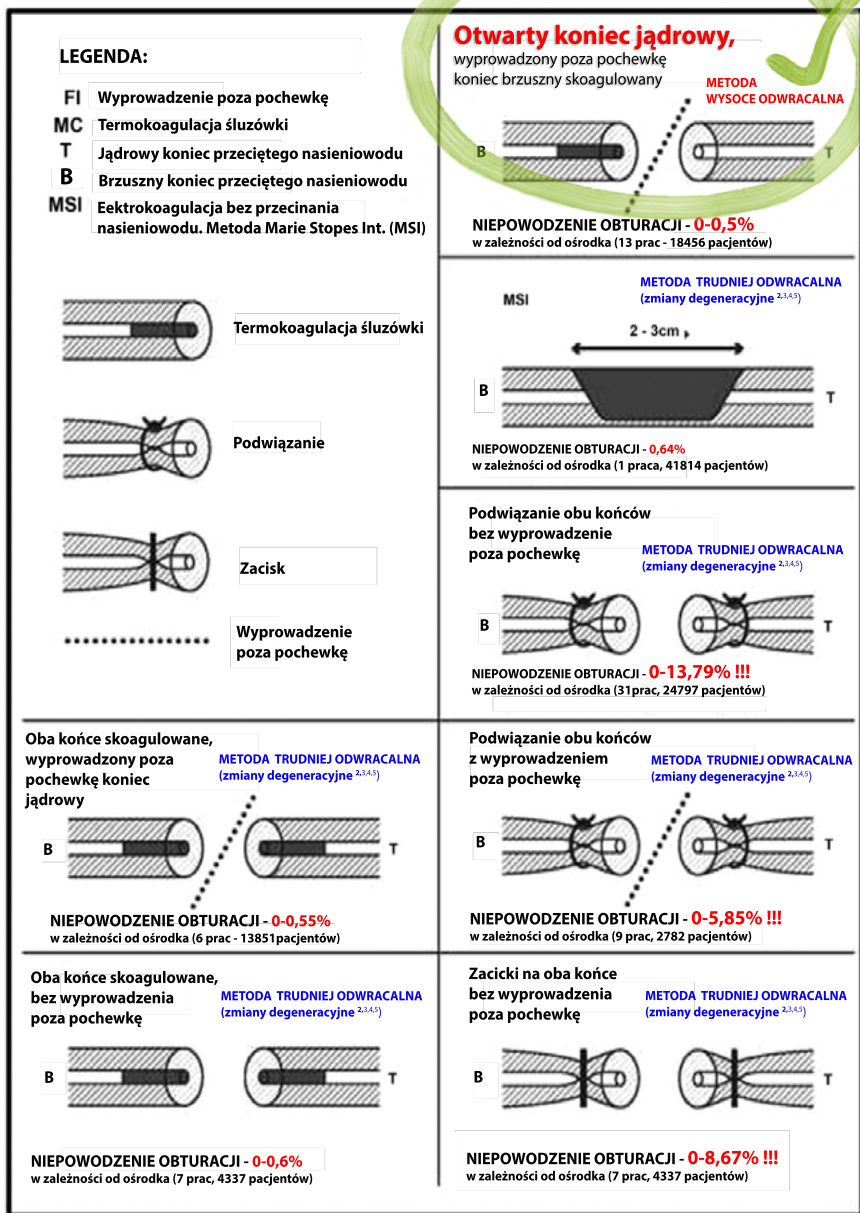 LEGENDA:
FI Wyprowadzenie poza pochewkę
MC Termokoagulacja śluzówki
T Jądrowy koniec przeciętego nasieniowodu
B Brzuszny koniec przeciętego nasieniowodu
MSI Eektrokoagulacja bez przecinania
nasieniowodu. Metoda Marie Stopes Int. (MSI)
Termokoagulacja śluzówki
Podwiązanie
Zacisk
Wyprowadzenie
poza pochewkę
Otwarty koniec jądrowy,
wyprowadzony poza pochewkę
koniec brzuszny skoagulowany
METODA
WYSOCE ODWRACALNA
B T
NIEPOWODZENIE OBTURACJI - 0-0,5%
w zależności od ośrodka (13 prac - 18456 pacjentów)
METODA TRUDNIEJ ODWRACALNA
(zmiany degeneracyjne 2,3,4,5)
MSI
2 - 3cm
B T
NIEPOWODZENIE OBTURACJI - 0,64%
w zależności od ośrodka (1 praca, 41814 pacjentów)
Podwiązanie obu końców
bez wyprowadzenie
poza pochewkę
METODA TRUDNIEJ ODWRACALNA
(zmiany degeneracyjne 2,3,4,5)
B T
NIEPOWODZENIE OBTURACJI - 0-13,79% !!!
w zależności od ośrodka (31prac, 24797 pacjentów)
Oba końce skoagulowane,
wyprowadzony poza
pochewkę koniec
jądrowy
METODA TRUDNIEJ ODWRACALNA
(zmiany degeneracyjne 2,3,4,5)
B T
NIEPOWODZENIE OBTURACJI - 0-0,55%
w zależności od ośrodka (6 prac - 13851pacjentów)
Podwiązanie obu końców
z wyprowadzeniem
poza pochewkę
METODA TRUDNIEJ ODWRACALNA
(zmiany degeneracyjne 2,3,4,5)
B T
NIEPOWODZENIE OBTURACJI - 0-5,85% !!!
w zależności od ośrodka (9 prac, 2782 pacjentów)
Oba końce skoagulowane,
bez wyprowadzenia
poza pochewkę
METODA TRUDNIEJ ODWRACALNA
(zmiany degeneracyjne 2,3,4,5)
B T
NIEPOWODZENIE OBTURACJI - 0-0,6%
w zależności od ośrodka (7 prac, 4337 pacjentów)
Zacicki na oba końce
bez wyprowadzenia
poza pochewkę
METODA TRUDNIEJ ODWRACALNA
(zmiany degeneracyjne 2,3,4,5)
B T
NIEPOWODZENIE OBTURACJI - 0-8,67% !!!
w zależności od ośrodka (7 prac, 4337 pacjentów)